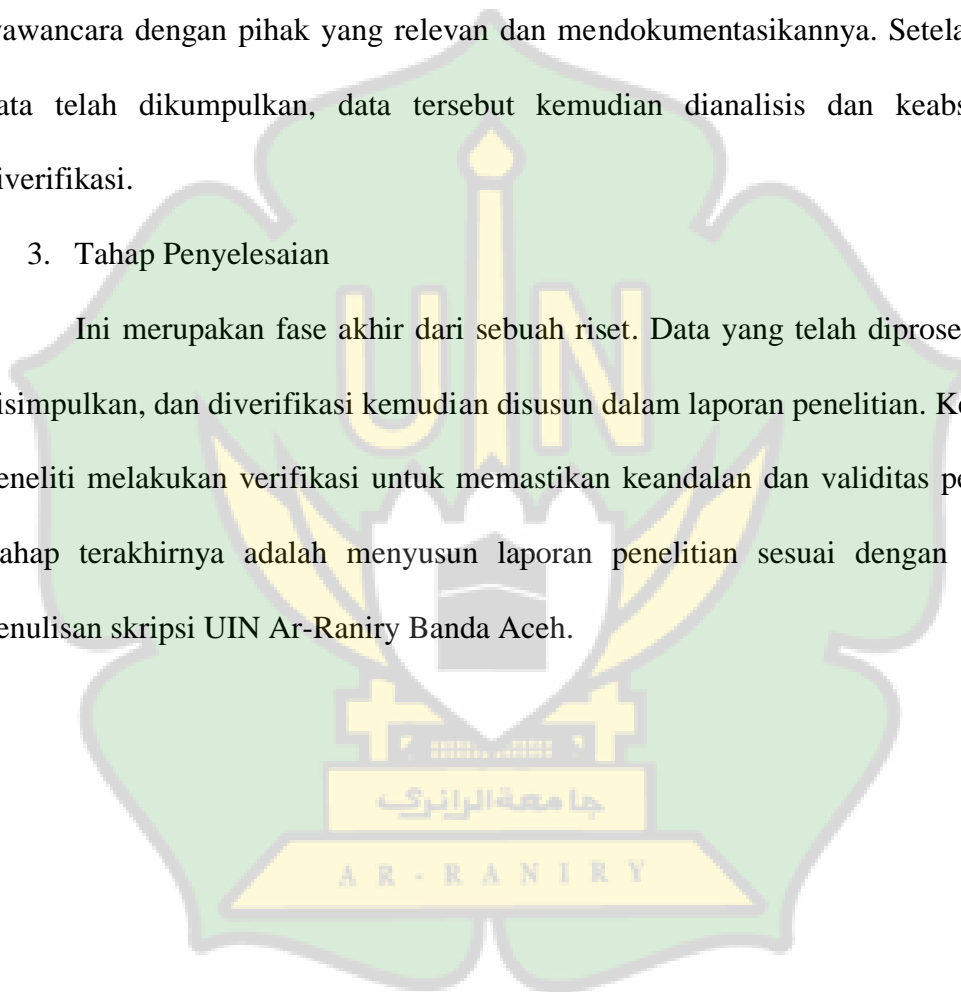 wawancara dengan pihak yang relevan dan mendokumentasikannya. Setela
ata telah dikumpulkan, data tersebut kemudian dianalisis dan keabs
iverifikasi.
3. Tahap Penyelesaian
Ini merupakan fase akhir dari sebuah riset. Data yang telah diprose
isimpulkan, dan diverifikasi kemudian disusun dalam laporan penelitian. Ke
eneliti melakukan verifikasi untuk memastikan keandalan dan validitas pe
ahap terakhirnya adalah menyusun laporan penelitian sesuai dengan
enulisan skripsi UIN Ar-Raniry Banda Aceh.
UIN
جامعة الرانري
AR-RANIRY